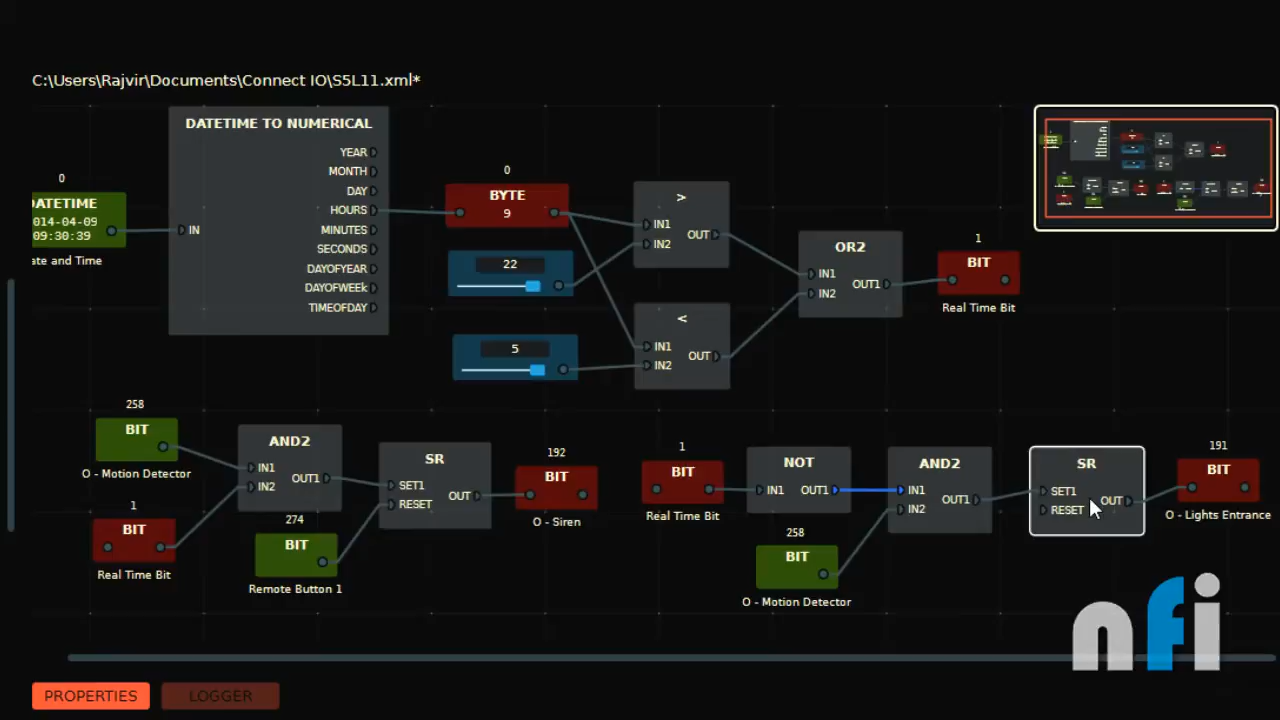 C:\Users\Rajvir\Documents\Connect IO\S5L11.xml*
0
DATETIME
014-04-09
09:30:39
ate and Time
DATETIME TO NUMERICAL
YEAR
MONTH
DAY
HOURS
MINUTES
SECONDS
DAYOFYEAR
DAYOFWEEK
TIMEOFDAY
IN
0
BYTE
9
22
5
>
IN1
IN2
OUT
<
IN1
IN2
OUT
OR2
IN1
IN2
OUT1
1
BIT
Real Time Bit
258
BIT
O - Motion Detector
1
BIT
Real Time Bit
AND2
IN1
IN2
OUT1
274
BIT
Remote Button 1
SR
SET1
RESET
OUT
192
BIT
O - Siren
1
BIT
Real Time Bit
NOT
IN1
OUT1
258
BIT
O - Motion Detector
AND2
IN1
IN2
OUT1
SR
SET1
RESET
OUT
191
BIT
O - Lights Entrance
nfi
PROPERTIES
LOGGER